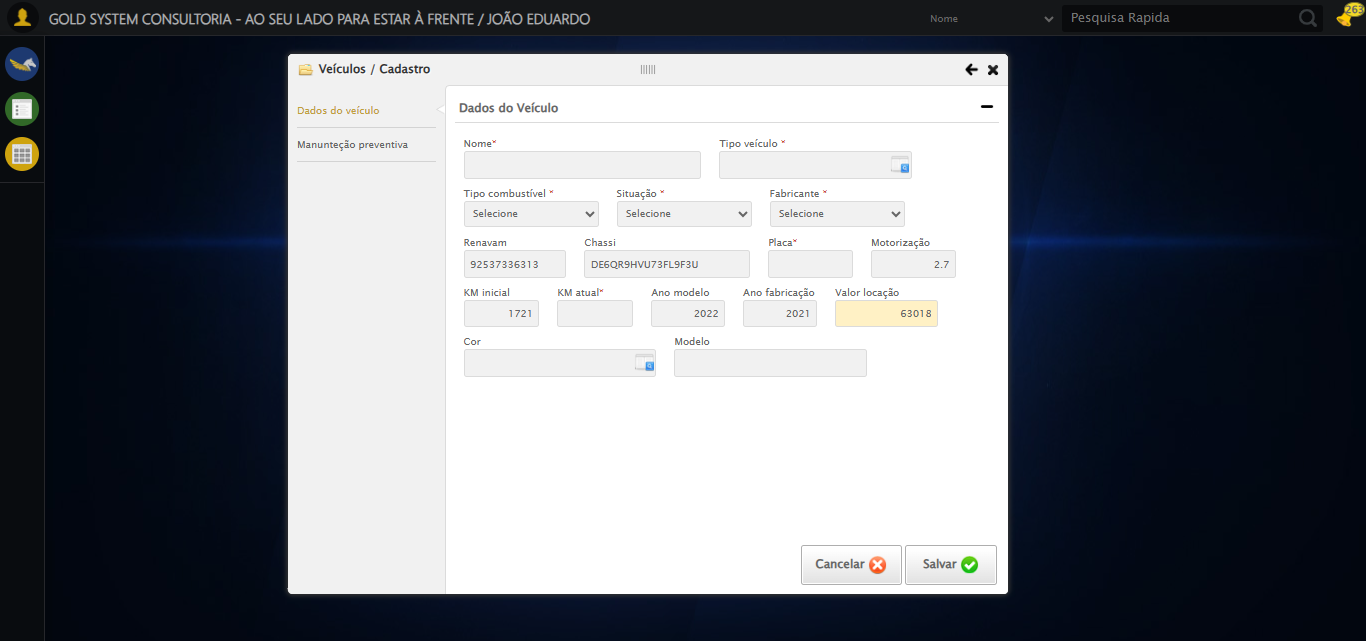 GOLD SYSTEM CONSULTORIA - AO SEU LADO PARA ESTAR À FRENTE / JOÃO EDUARDO
Nome
Pesquisa Rapida
263
Veículos / Cadastro
Dados do veículo
Manunteção preventiva
Dados do Veículo
Nome* Tipo veículo *
Tipo combustível * Situação * Fabricante *
Selecione Selecione Selecione
Renavam Chassi Placa* Motorização
92537336313 DE6QR9HVU73FL9F3U 2.7
KM inicial KM atual* Ano modelo Ano fabricação Valor locação
1721 2022 2021 63018
Cor Modelo
Cancelar Salvar